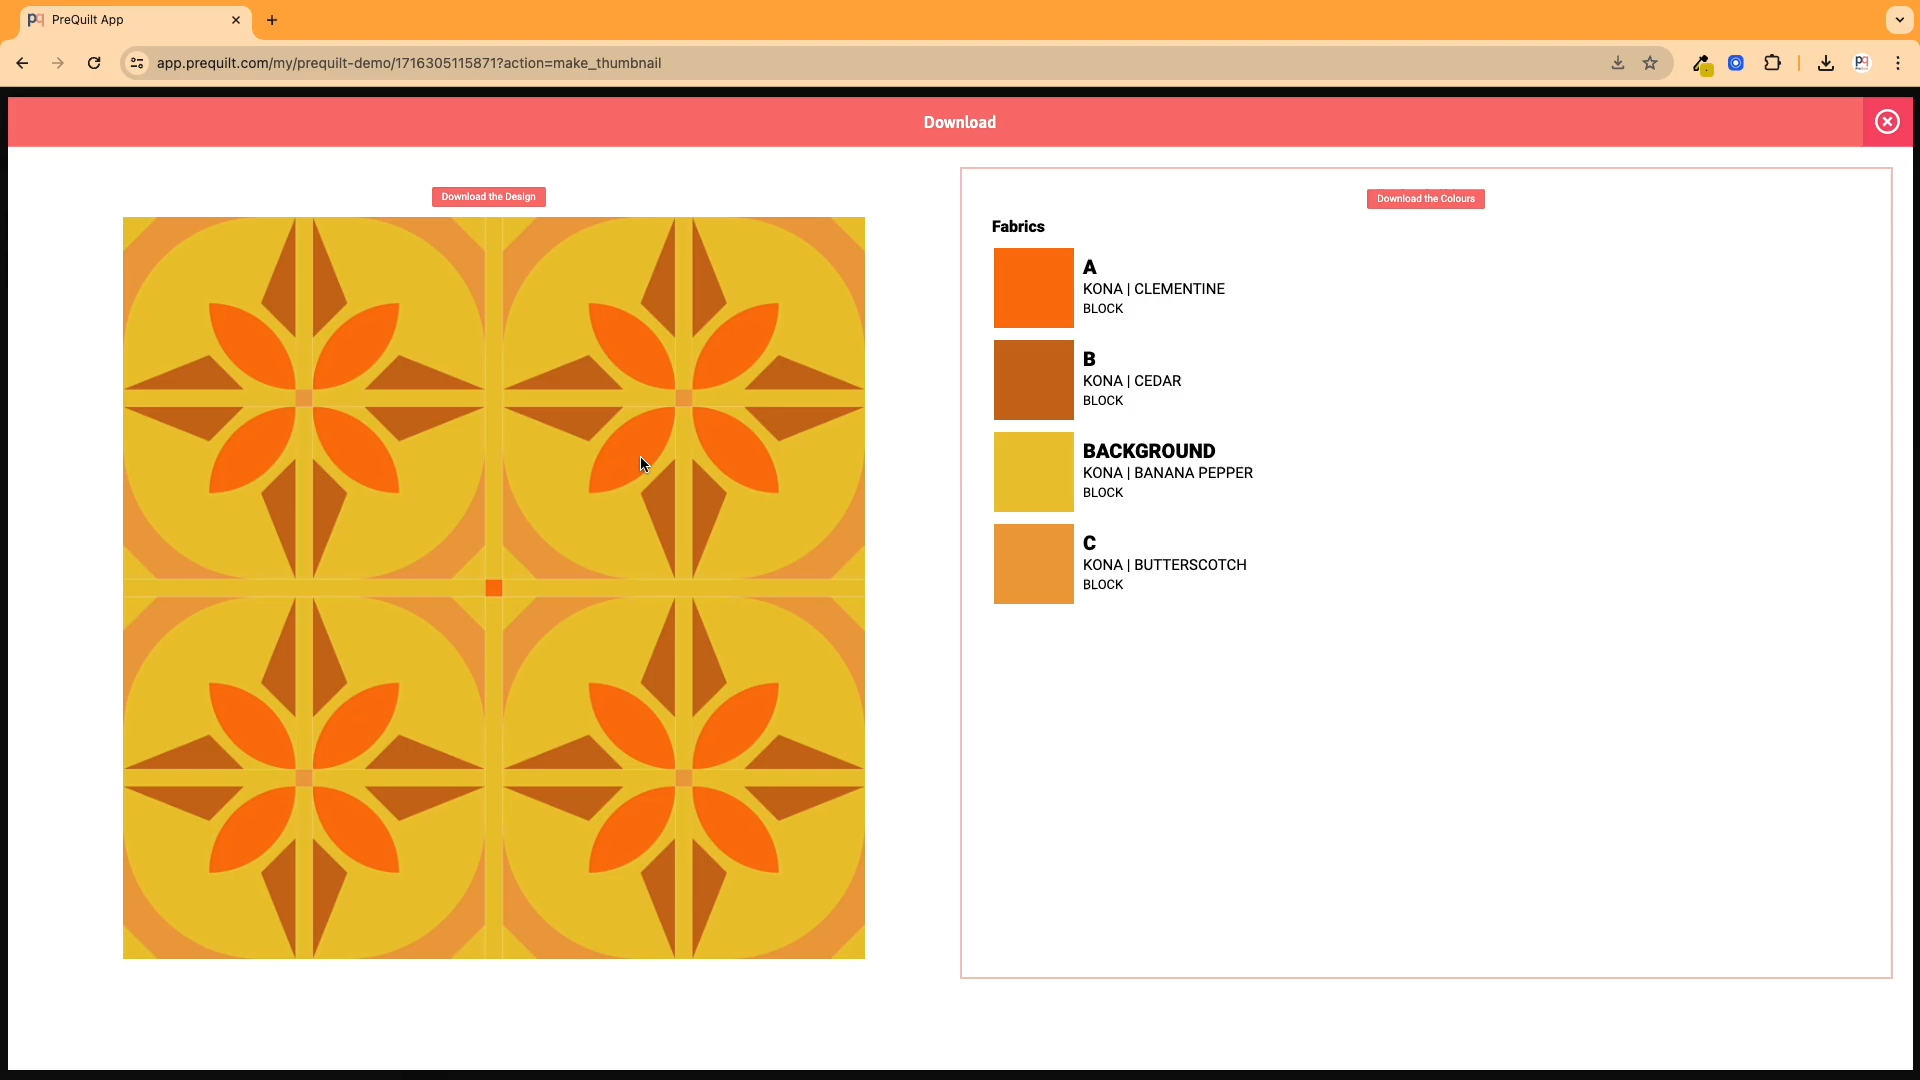 PreQuilt App
app.prequilt.com/my/prequilt-demo/1716305115871?action=make_thumbnail
Download
Download the Design
Download the Colours
Fabrics
A
KONA | CLEMENTINE
BLOCK
B
KONA | CEDAR
BLOCK
BACKGROUND
KONA | BANANA PEPPER
BLOCK
C
KONA | BUTTERSCOTCH
BLOCK